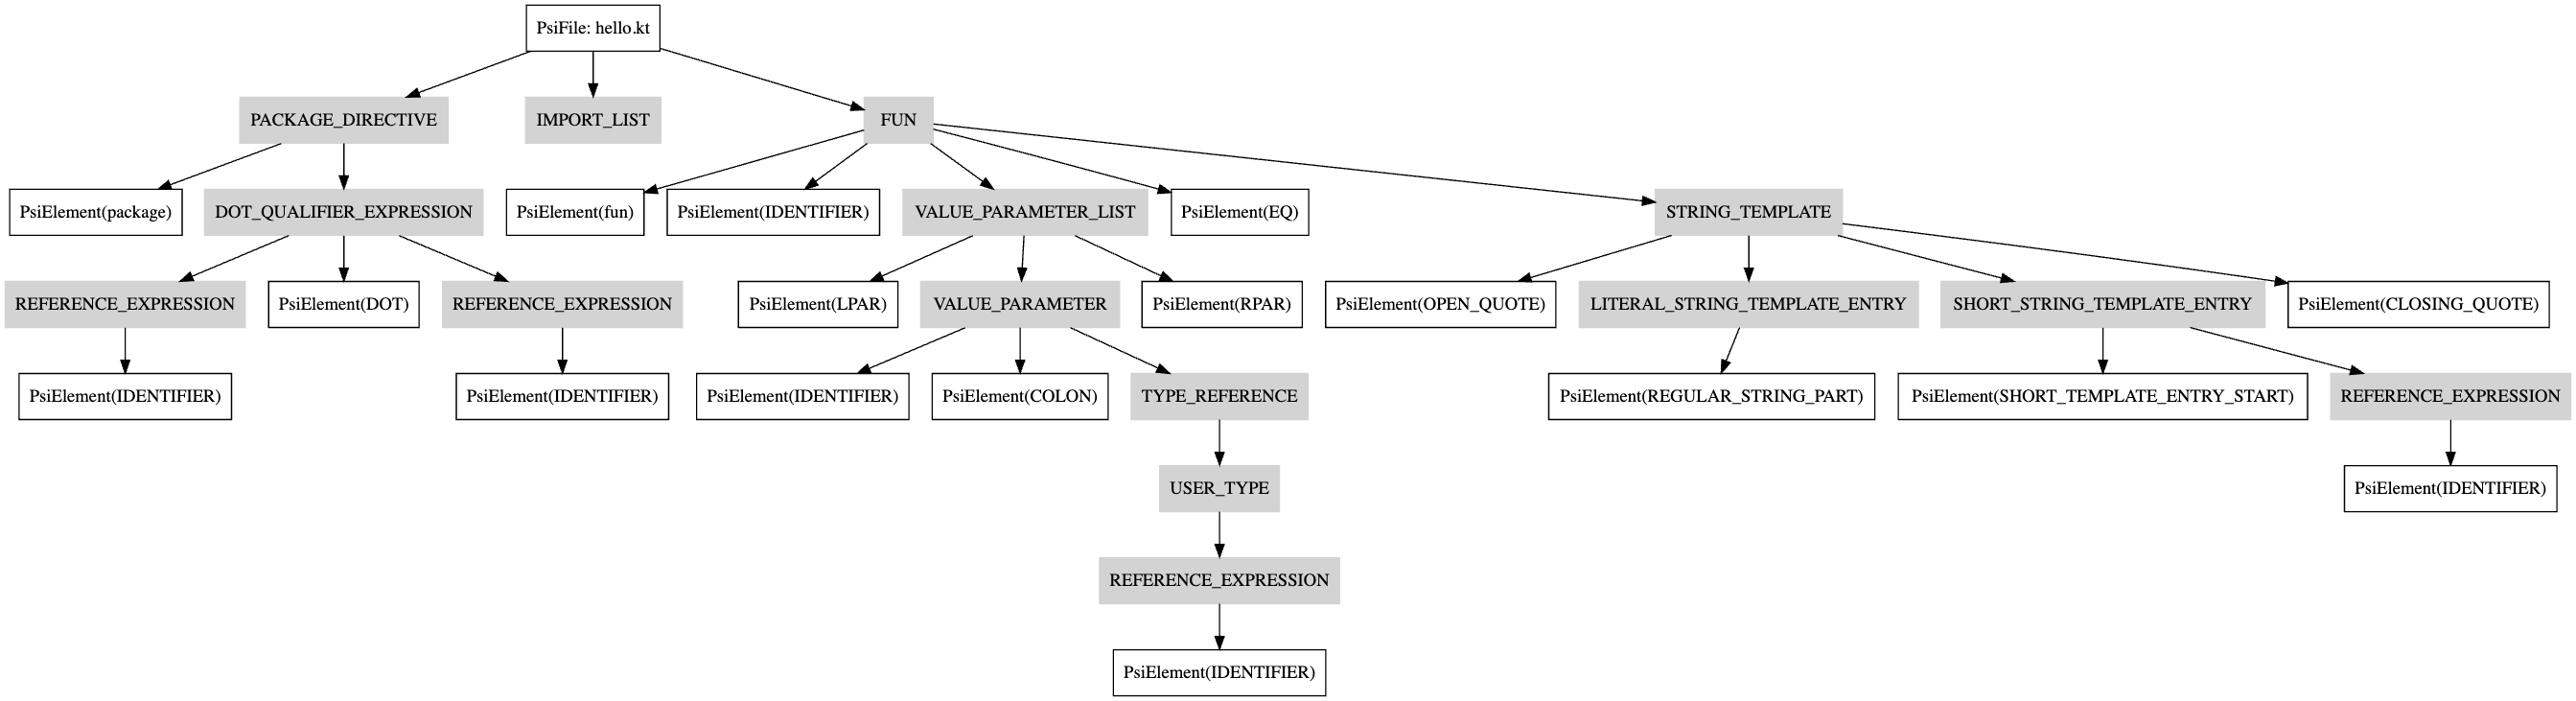 PsiFile: hello.kt
PACKAGE_DIRECTIVE
IMPORT_LIST
FUN
PsiElement(package)
DOT_QUALIFIER_EXPRESSION
PsiElement(fun)
PsiElement(IDENTIFIER)
VALUE_PARAMETER_LIST
PsiElement(EQ)
STRING_TEMPLATE
REFERENCE_EXPRESSION
PsiElement(DOT)
REFERENCE_EXPRESSION
PsiElement(LPAR)
VALUE_PARAMETER
PsiElement(RPAR)
PsiElement(OPEN_QUOTE)
LITERAL_STRING_TEMPLATE_ENTRY
SHORT_STRING_TEMPLATE_ENTRY
PsiElement(CLOSING_QUOTE)
PsiElement(IDENTIFIER)
PsiElement(IDENTIFIER)
PsiElement(IDENTIFIER)
PsiElement(COLON)
TYPE_REFERENCE
PsiElement(REGULAR_STRING_PART)
PsiElement(SHORT_TEMPLATE_ENTRY_START)
REFERENCE_EXPRESSION
USER_TYPE
PsiElement(IDENTIFIER)
REFERENCE_EXPRESSION
PsiElement(IDENTIFIER)